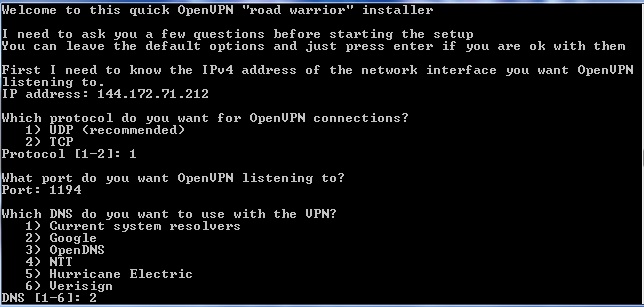 Welcome to this quick OpenVPN "road warrior" installer
I need to ask you a few questions before starting the setup
You can leave the default options and just press enter if you are ok with them
First I need to know the IPv4 address of the network interface you want OpenVPN
listening to.
IP address: 144.172.71.212
Which protocol do you want for OpenVPN connections?
1) UDP (recommended)
2) TCP
Protocol [1-2]: 1
What port do you want OpenVPN listening to?
Port: 1194
Which DNS do you want to use with the VPN?
1) Current system resolvers
2) Google
3) OpenDNS
4) NTT
5) Hurricane Electric
6) Verisign
DNS [1-6]: 2